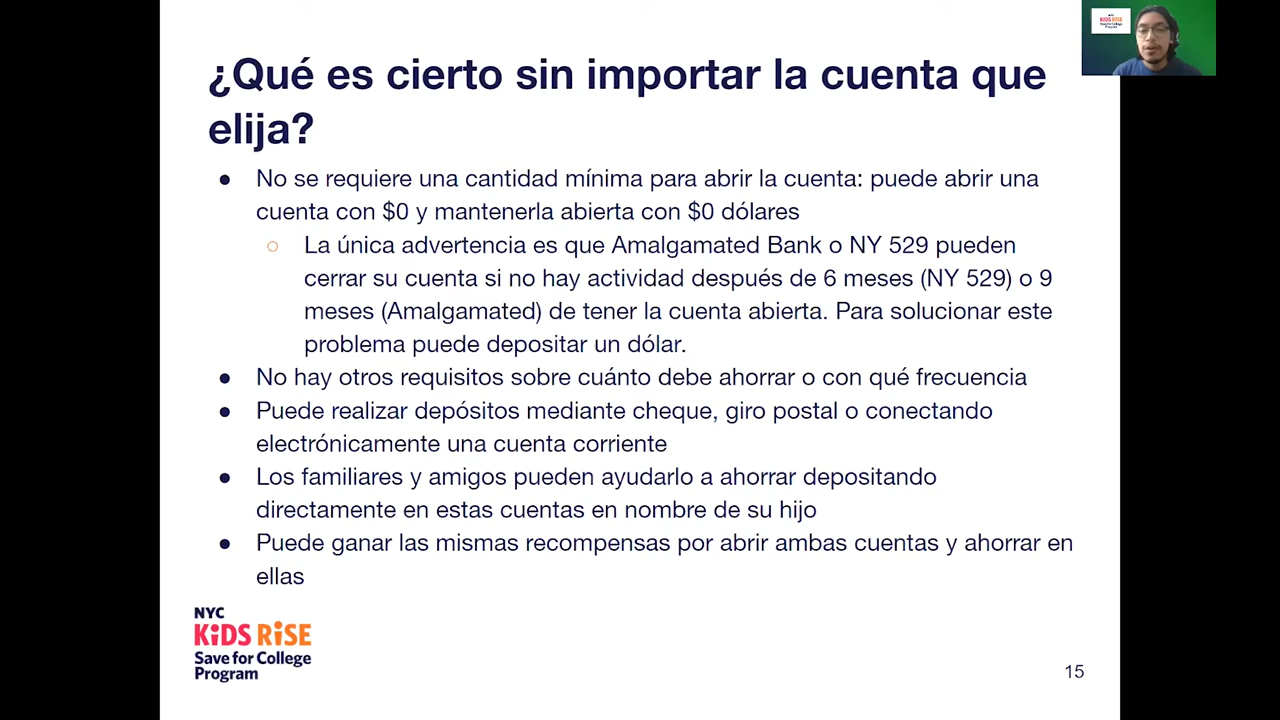 ¿Qué es cierto sin importar la cuenta que
elija?
● No se requiere una cantidad mínima para abrir la cuenta: puede abrir una
cuenta con $0 y mantenerla abierta con $0 dólares
○ La única advertencia es que Amalgamated Bank o NY 529 pueden
cerrar su cuenta si no hay actividad después de 6 meses (NY 529) o 9
meses (Amalgamated) de tener la cuenta abierta. Para solucionar este
problema puede depositar un dólar.
● No hay otros requisitos sobre cuánto debe ahorrar o con qué frecuencia
● Puede realizar depósitos mediante cheque, giro postal o conectando
electrónicamente una cuenta corriente
● Los familiares y amigos pueden ayudarlo a ahorrar depositando
directamente en estas cuentas en nombre de su hijo
● Puede ganar las mismas recompensas por abrir ambas cuentas y ahorrar en
ellas
NYC
KiDS RiSE
Save for College
Program
15
KiDS RiSE
Save for College
Program